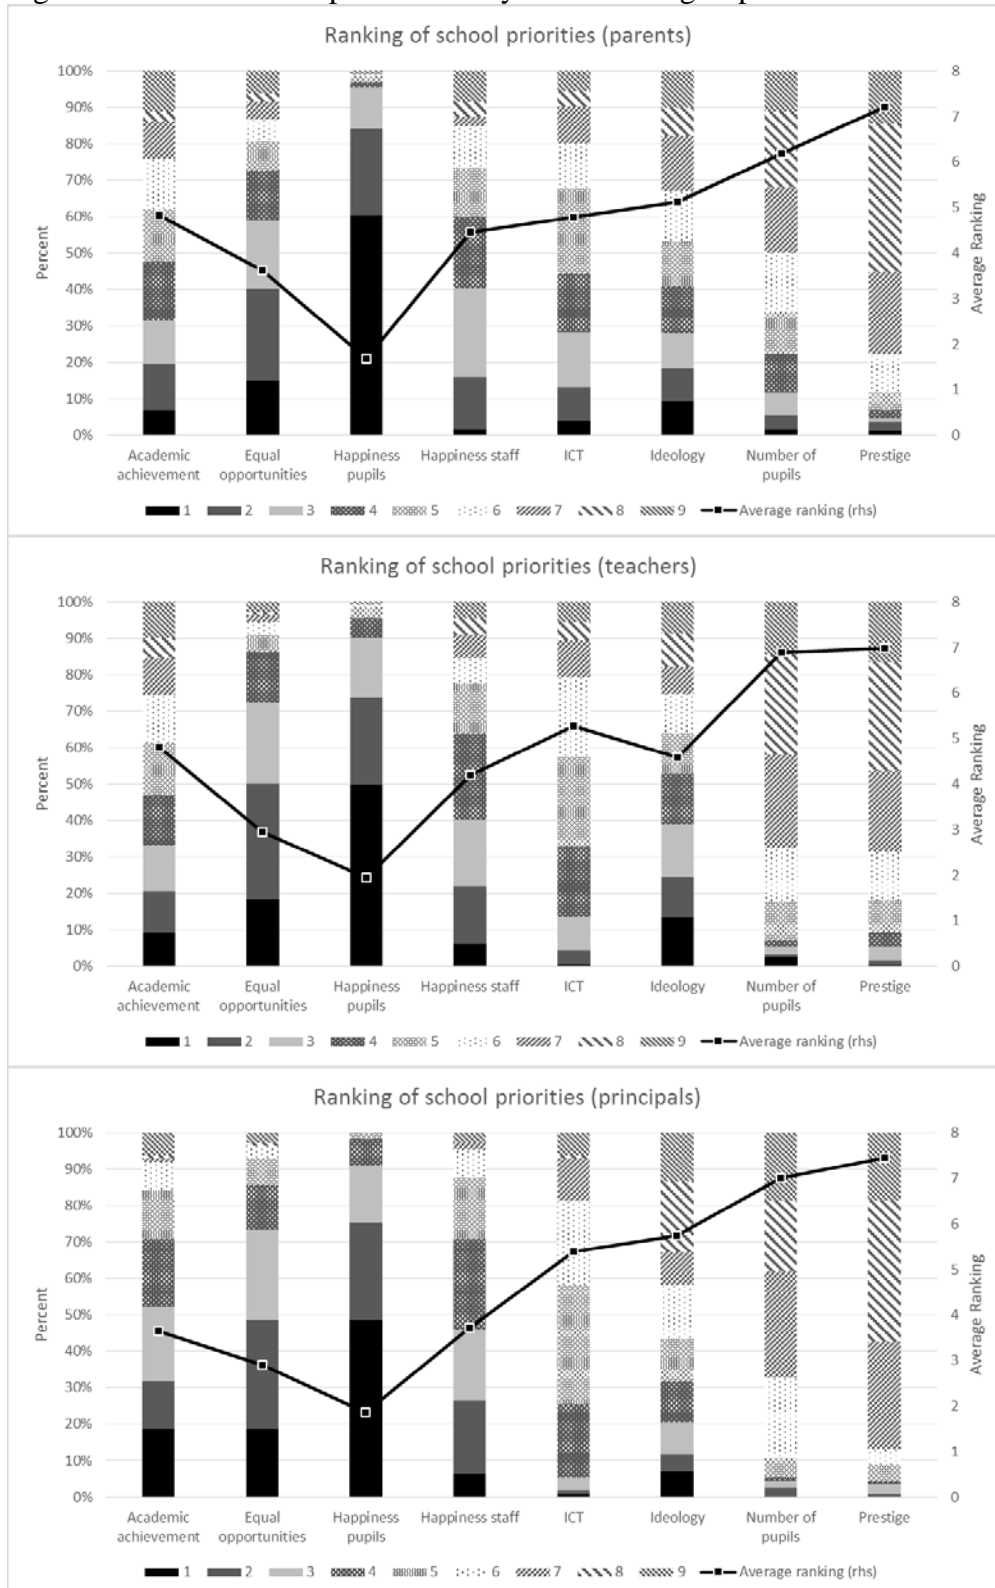 Ranking of school priorities (parents)
100%
90%
80%
70%
60%
50%
40%
30%
20%
10%
0%
Percent
8
7
6
5
4
3
2
1
0
Average Ranking
Academic achievement
Equal opportunities
Happiness pupils
Happiness staff
ICT
Ideology
Number of pupils
Prestige
1 2 3 4 5 6 7 8 9 Average ranking (rhs)
Ranking of school priorities (teachers)
100%
90%
80%
70%
60%
50%
40%
30%
20%
10%
0%
Percent
8
7
6
5
4
3
2
1
0
Average Ranking
Academic achievement
Equal opportunities
Happiness pupils
Happiness staff
ICT
Ideology
Number of pupils
Prestige
1 2 3 4 5 6 7 8 9 Average ranking (rhs)
Ranking of school priorities (principals)
100%
90%
80%
70%
60%
50%
40%
30%
20%
10%
0%
Percent
8
7
6
5
4
3
2
1
0
Average Ranking
Academic achievement
Equal opportunities
Happiness pupils
Happiness staff
ICT
Ideology
Number of pupils
Prestige
1 2 3 4 5 6 7 8 9 Average ranking (rhs)